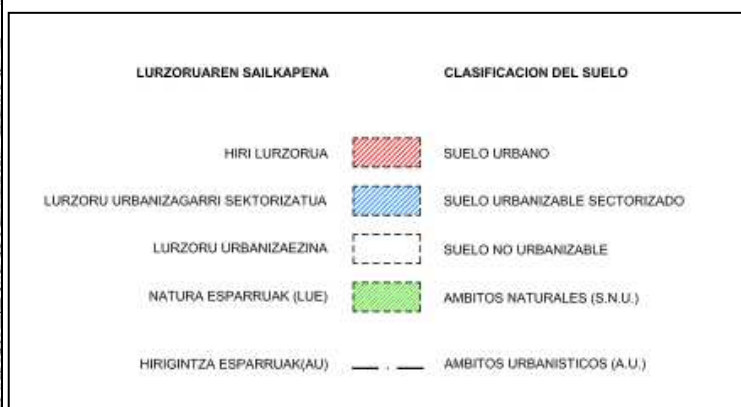 LURZORUAREN SAILKAPENA CLASIFICACION DEL SUELO
HIRI LURZORUA SUELO URBANO
LURZORU URBANIZAGARRI SEKTORIZATUA SUELO URBANIZABLE SECTORIZADO
LURZORU URBANIZAEZINA SUELO NO URBANIZABLE
NATURA ESPARRUAK (LUE) AMBITOS NATURALES (S.N.U.)
HIRIGINTZA ESPARRUAK(AU) AMBITOS URBANISTICOS (A.U.)